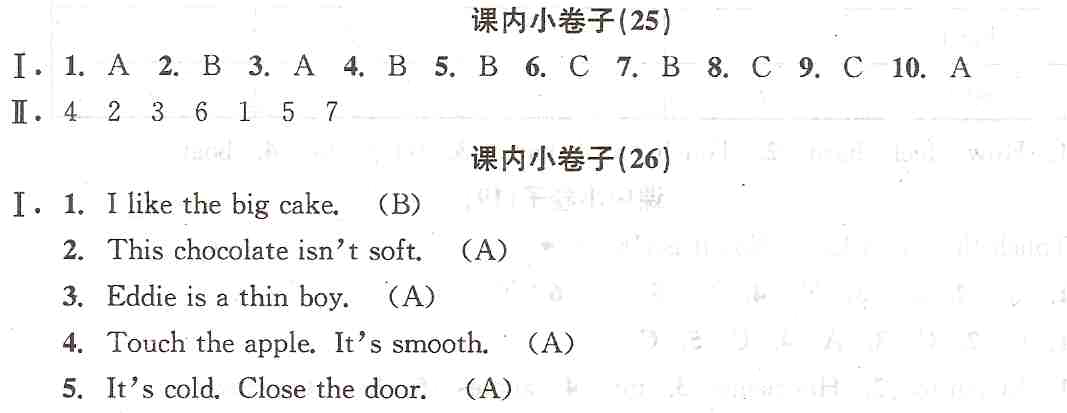 课内小卷子(25)
Ⅰ. 1. A 2. B 3. A 4. B 5. B 6. C 7. B 8. C 9. C 10. A
Ⅱ. 4 2 3 6 1 5 7
课内小卷子(26)
Ⅰ. 1. I like the big cake. (B)
2. This chocolate isn't soft. (A)
3. Eddie is a thin boy. (A)
4. Touch the apple. It's smooth. (A)
5. It's cold. Close the door. (A)